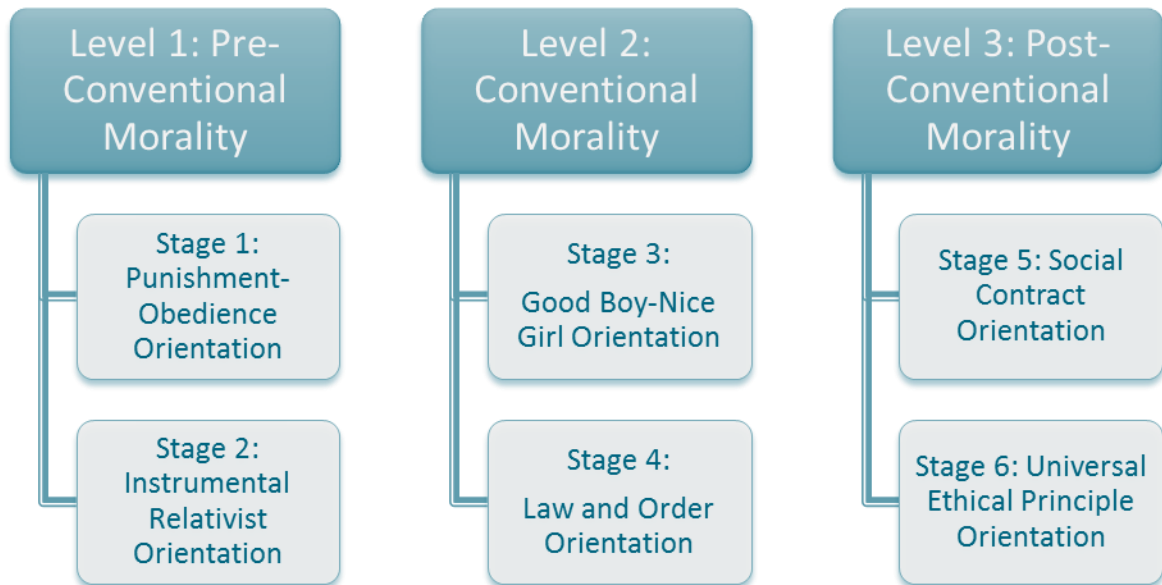 Level 1: Pre-
Conventional
Morality
Stage 1:
Punishment-
Obedience
Orientation
Stage 2:
Instrumental
Relativist
Orientation
Level 2:
Conventional
Morality
Stage 3:
Good Boy-Nice
Girl Orientation
Stage 4:
Law and Order
Orientation
Level 3: Post-
Conventional
Morality
Stage 5: Social
Contract
Orientation
Stage 6: Universal
Ethical Principle
Orientation